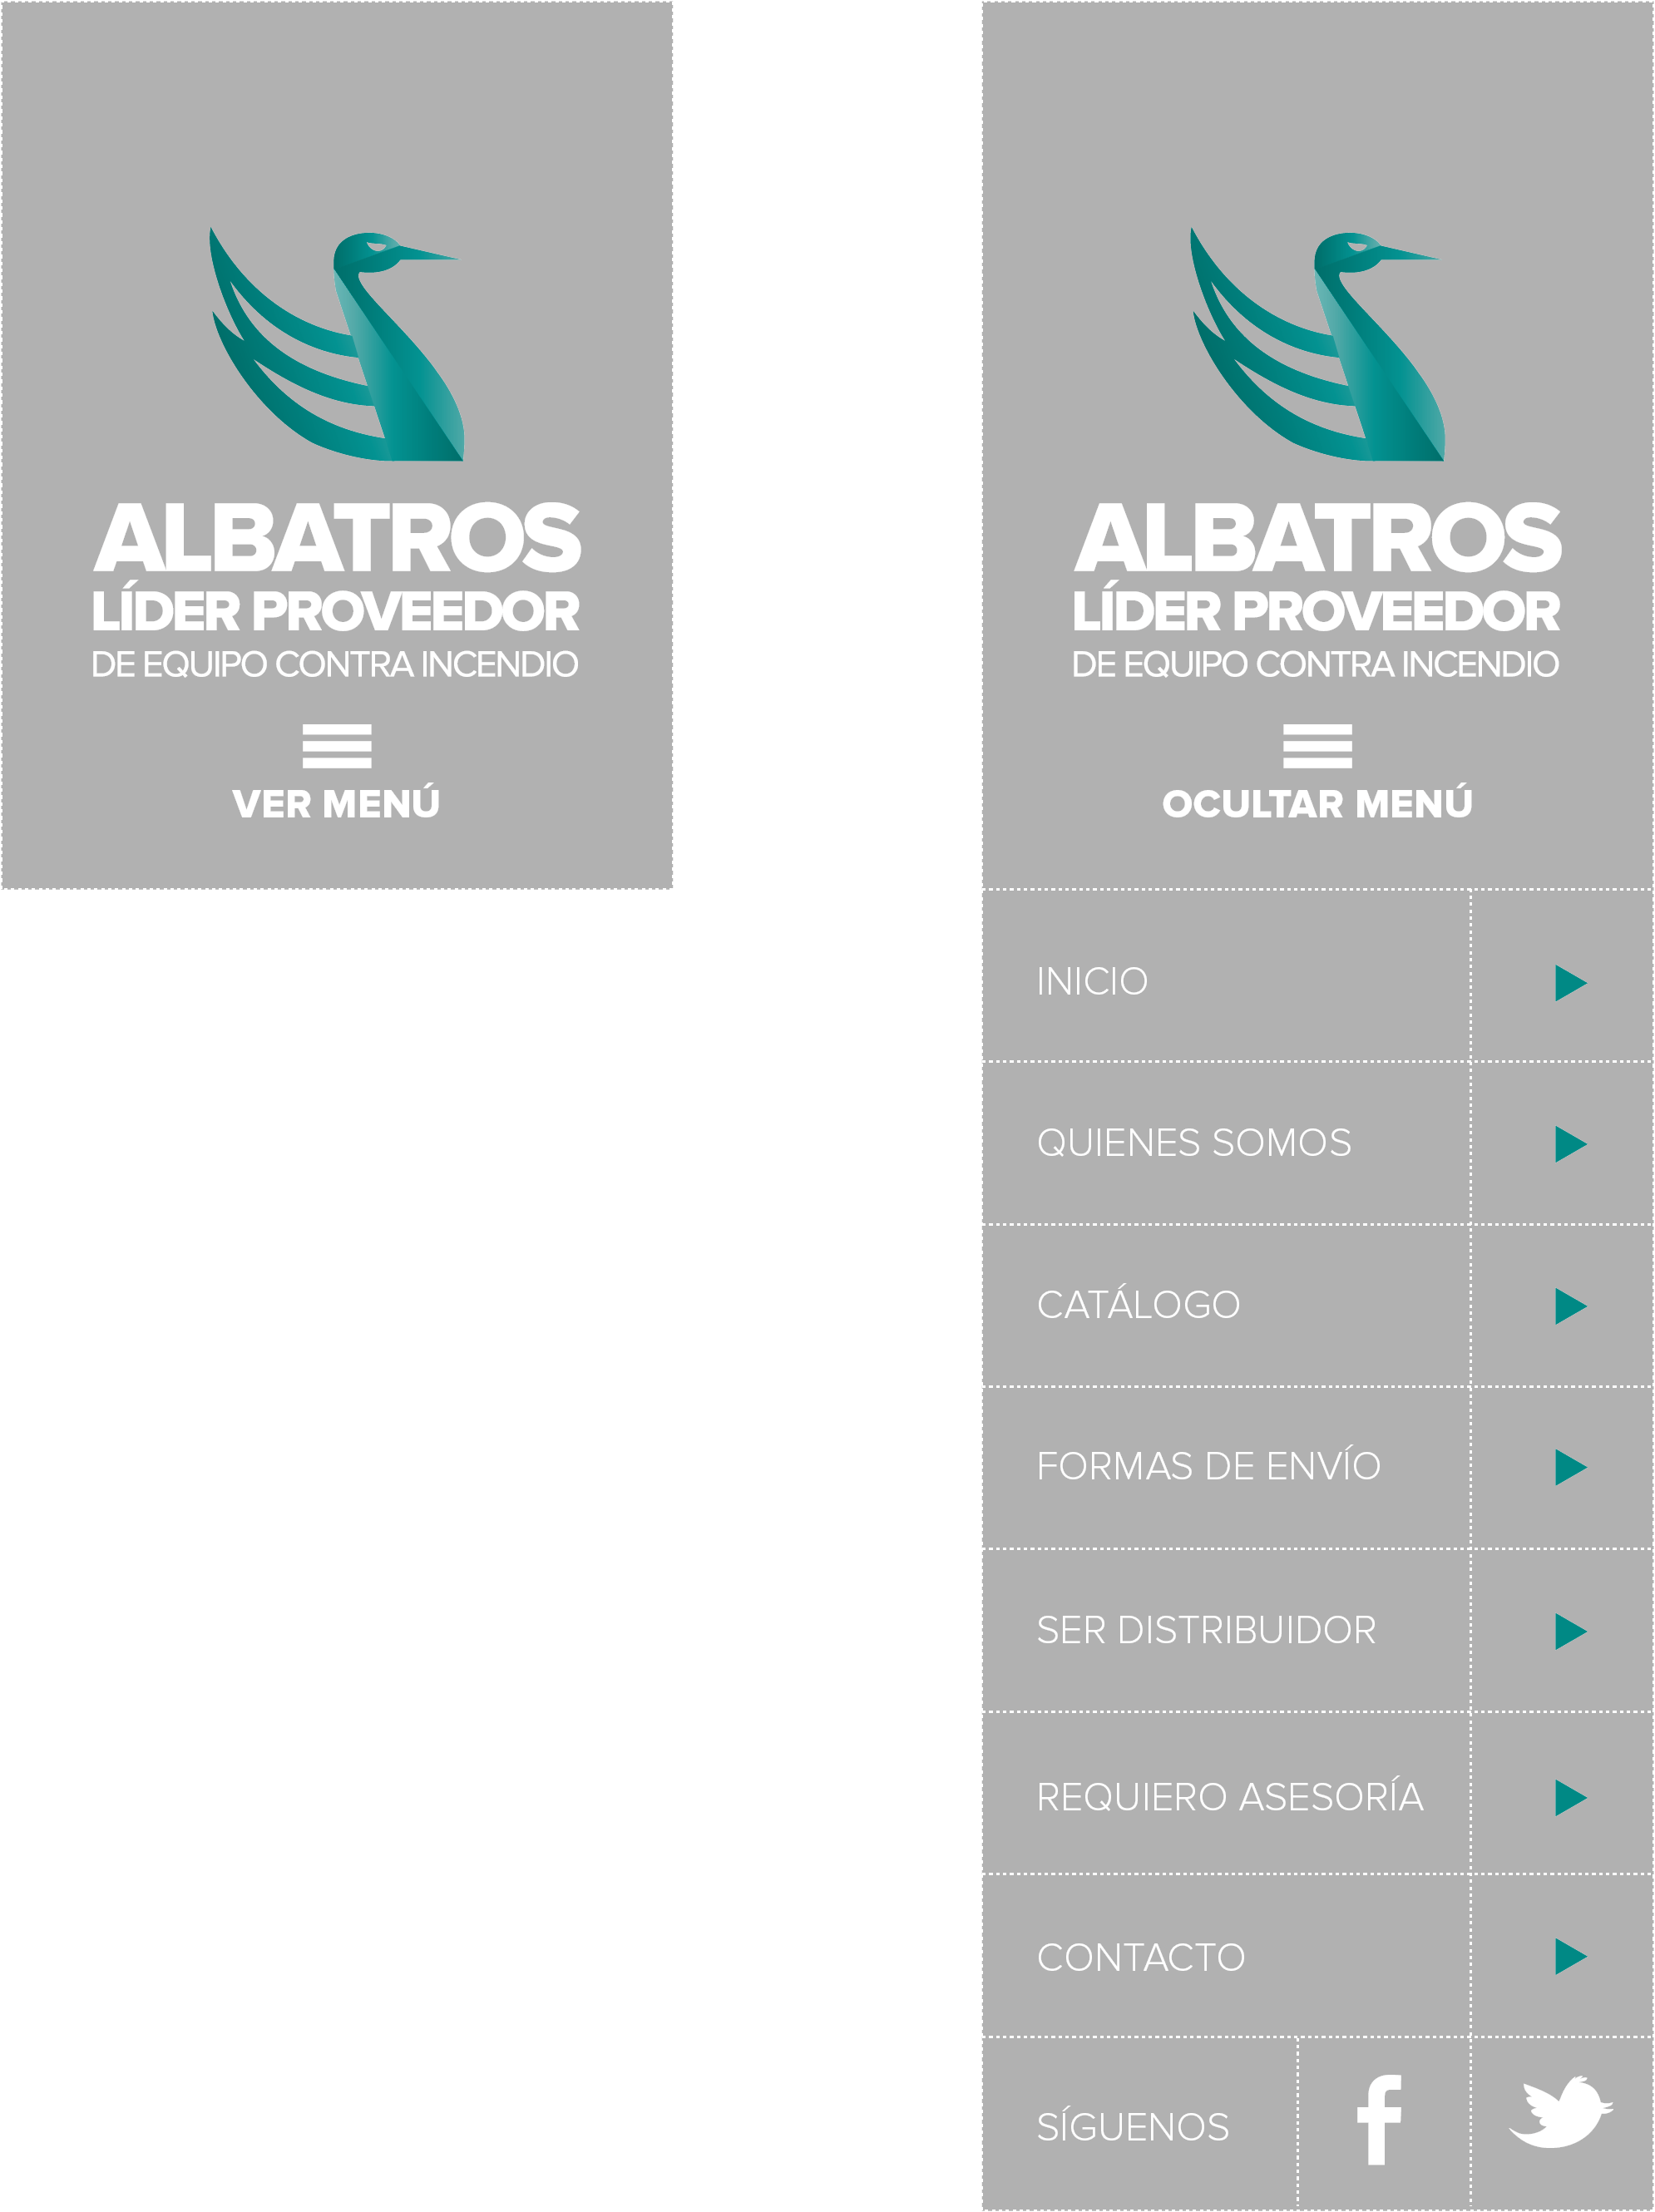 ALBATROS
LÍDER PROVEEDOR
DE EQUIPO CONTRA INCENDIO
VER MENÚ
ALBATROS
LÍDER PROVEEDOR
DE EQUIPO CONTRA INCENDIO
OCULTAR MENÚ
INICIO
QUIENES SOMOS
CATÁLOGO
FORMAS DE ENVÍO
SER DISTRIBUIDOR
REQUIERO ASESORÍA
CONTACTO
SÍGUENOS